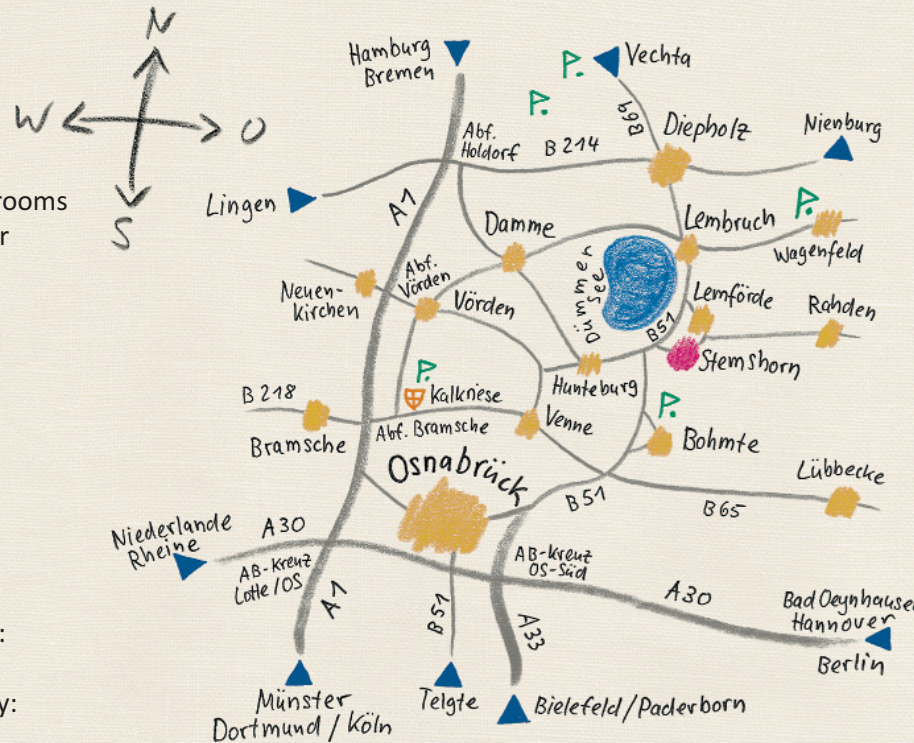 N
W
O
S
rooms
r
:
y:
Hamburg
Bremen
P.
Vechta
P.
B69
Diepholz
Nienburg
Abf.
Holdorf
B 214
Lingen
A1
Damme
Lembruch
P.
Wagenfeld
Neuen-
kirchen
Abf.
Vörden
Vörden
Dümmer
See
Lemförde
Rahden
B51
Stemshorn
Hunteburg
P.
Kalkriese
B 218
Bramsche
Abf. Bramsche
Venne
P.
Bohmte
Osnabrück
Lübbecke
B51
B65
Niederlande
Rheine
A30
AB-Kreuz
Lotte/OS
A1
AB-Kreuz
OS-Süd
A30
B51
A33
Bad Oeynhausen
Hannover
Berlin
Münster
Dortmund / Köln
Telgte
Bielefeld/Paderborn